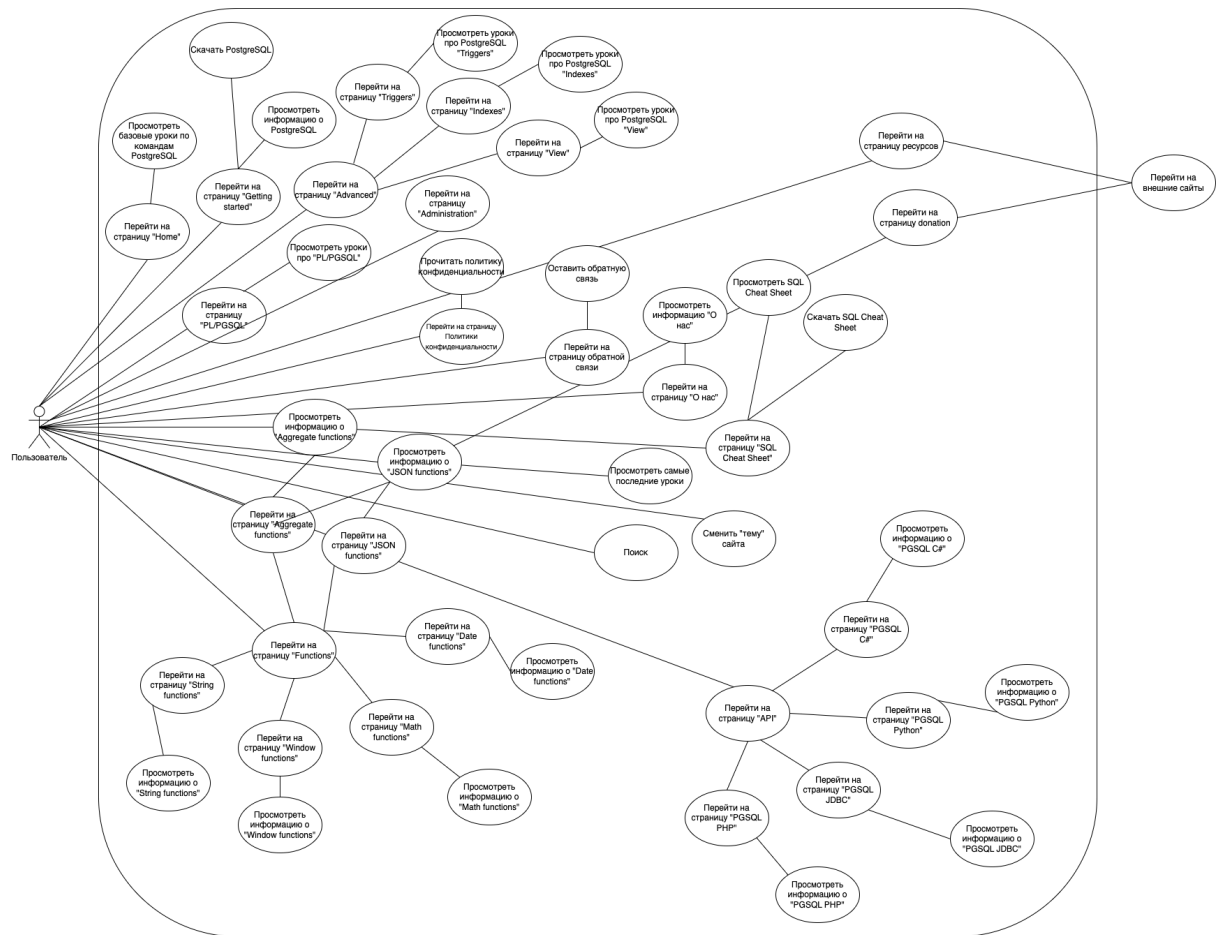 Скачать PostgreSQL
Просмотреть уроки
про PostgreSQL
"Triggers"
Просмотреть уроки
про PostgreSQL
"Indexes"
Перейти на
страницу "Triggers"
Перейти на
страницу "Indexes"
Просмотреть уроки
про PostgreSQL
"View"
Просмотреть
информацию о
PostgreSQL
Просмотреть
базовые уроки по
командам
PostgreSQL
Перейти на
страницу "View"
Перейти на
страницу ресурсов
Перейти на
внешние сайты
Перейти на
страницу "Getting
started"
Перейти на
страницу "Advanced"
Перейти на
страницу
"Administration"
Перейти на
страницу donation
Перейти на
страницу "Home"
Просмотреть уроки
про "PL/PGSQL"
Прочитать политику
конфиденциальности
Оставить обратную
связь
Просмотреть SQL
Cheat Sheet
Перейти на
страницу
"PL/PGSQL"
Перейти на страницу
Политики
конфиденциальности
Просмотреть
информацию "О
нас"
Скачать SQL Cheat
Sheet
Перейти на
страницу обратной
связи
Перейти на
страницу "О нас"
Пользователь
Просмотреть
информацию о
"Aggregate functions"
Просмотреть
информацию о
"JSON functions"
Перейти на
страницу "SQL
Cheat Sheet"
Просмотреть самые
последние уроки
Перейти на
страницу "Aggregate
functions"
Перейти на
страницу "JSON
functions"
Поиск
Сменить "тему"
сайта
Просмотреть
информацию о
"PGSQL C#"
Перейти на
страницу "PGSQL
C#"
Перейти на
страницу "Functions"
Перейти на
страницу "Date
functions"
Просмотреть
информацию о "Date
functions"
Перейти на
страницу "String
functions"
Перейти на
страницу "Window
functions"
Перейти на
страницу "Math
functions"
Перейти на
страницу "API"
Перейти на
страницу "PGSQL
Python"
Просмотреть
информацию о
"PGSQL Python"
Просмотреть
информацию о
"String functions"
Просмотреть
информацию о
"Window functions"
Просмотреть
информацию о
"Math functions"
Перейти на
страницу "PGSQL
JDBC"
Перейти на
страницу "PGSQL
PHP"
Просмотреть
информацию о
"PGSQL JDBC"
Просмотреть
информацию о
"PGSQL PHP"